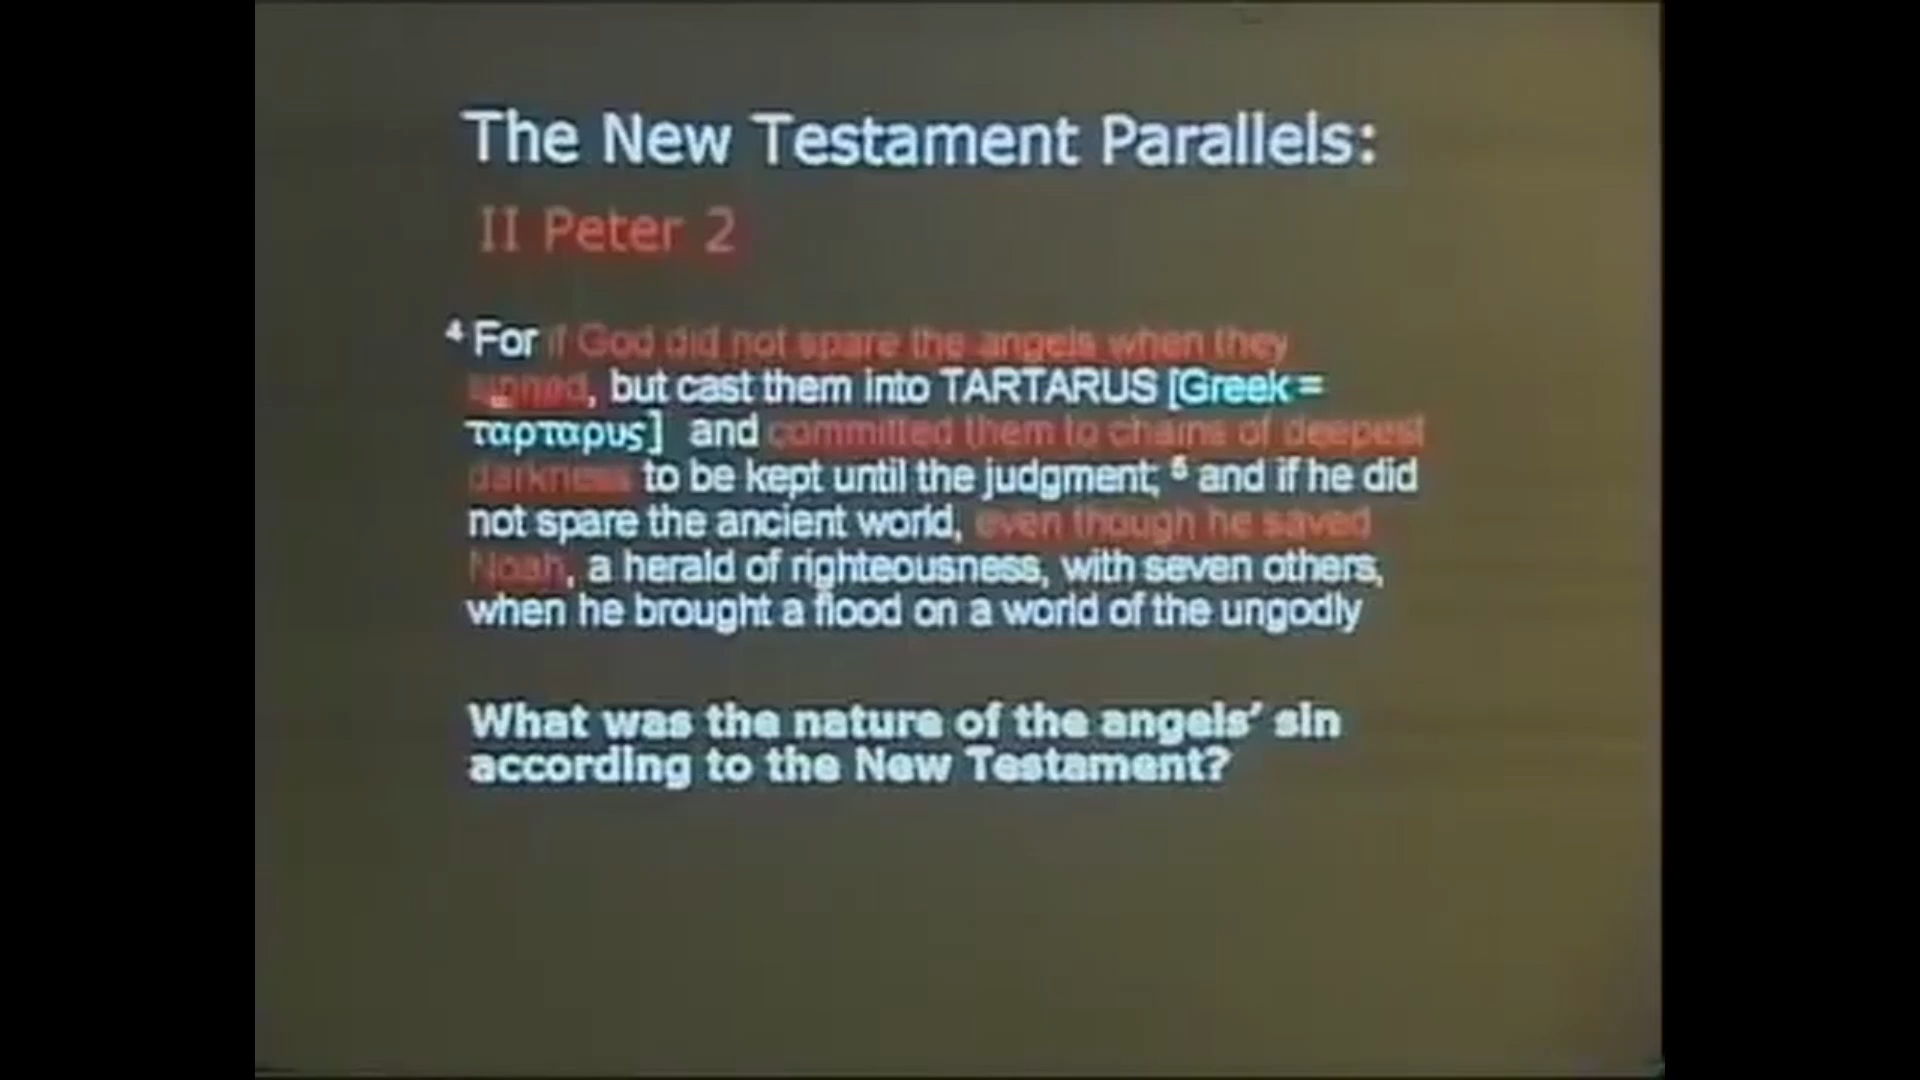 The New Testament Parallels:
II Peter 2
⁴ For if God did not spare the angels when they
sinned, but cast them into TARTARUS [Greek =
ταρταρυς] and committed them to chains of deepest
darkness to be kept until the judgment; ⁵ and if he did
not spare the ancient world, even though he saved
Noah, a herald of righteousness, with seven others,
when he brought a flood on a world of the ungodly
What was the nature of the angels’ sin
according to the New Testament?